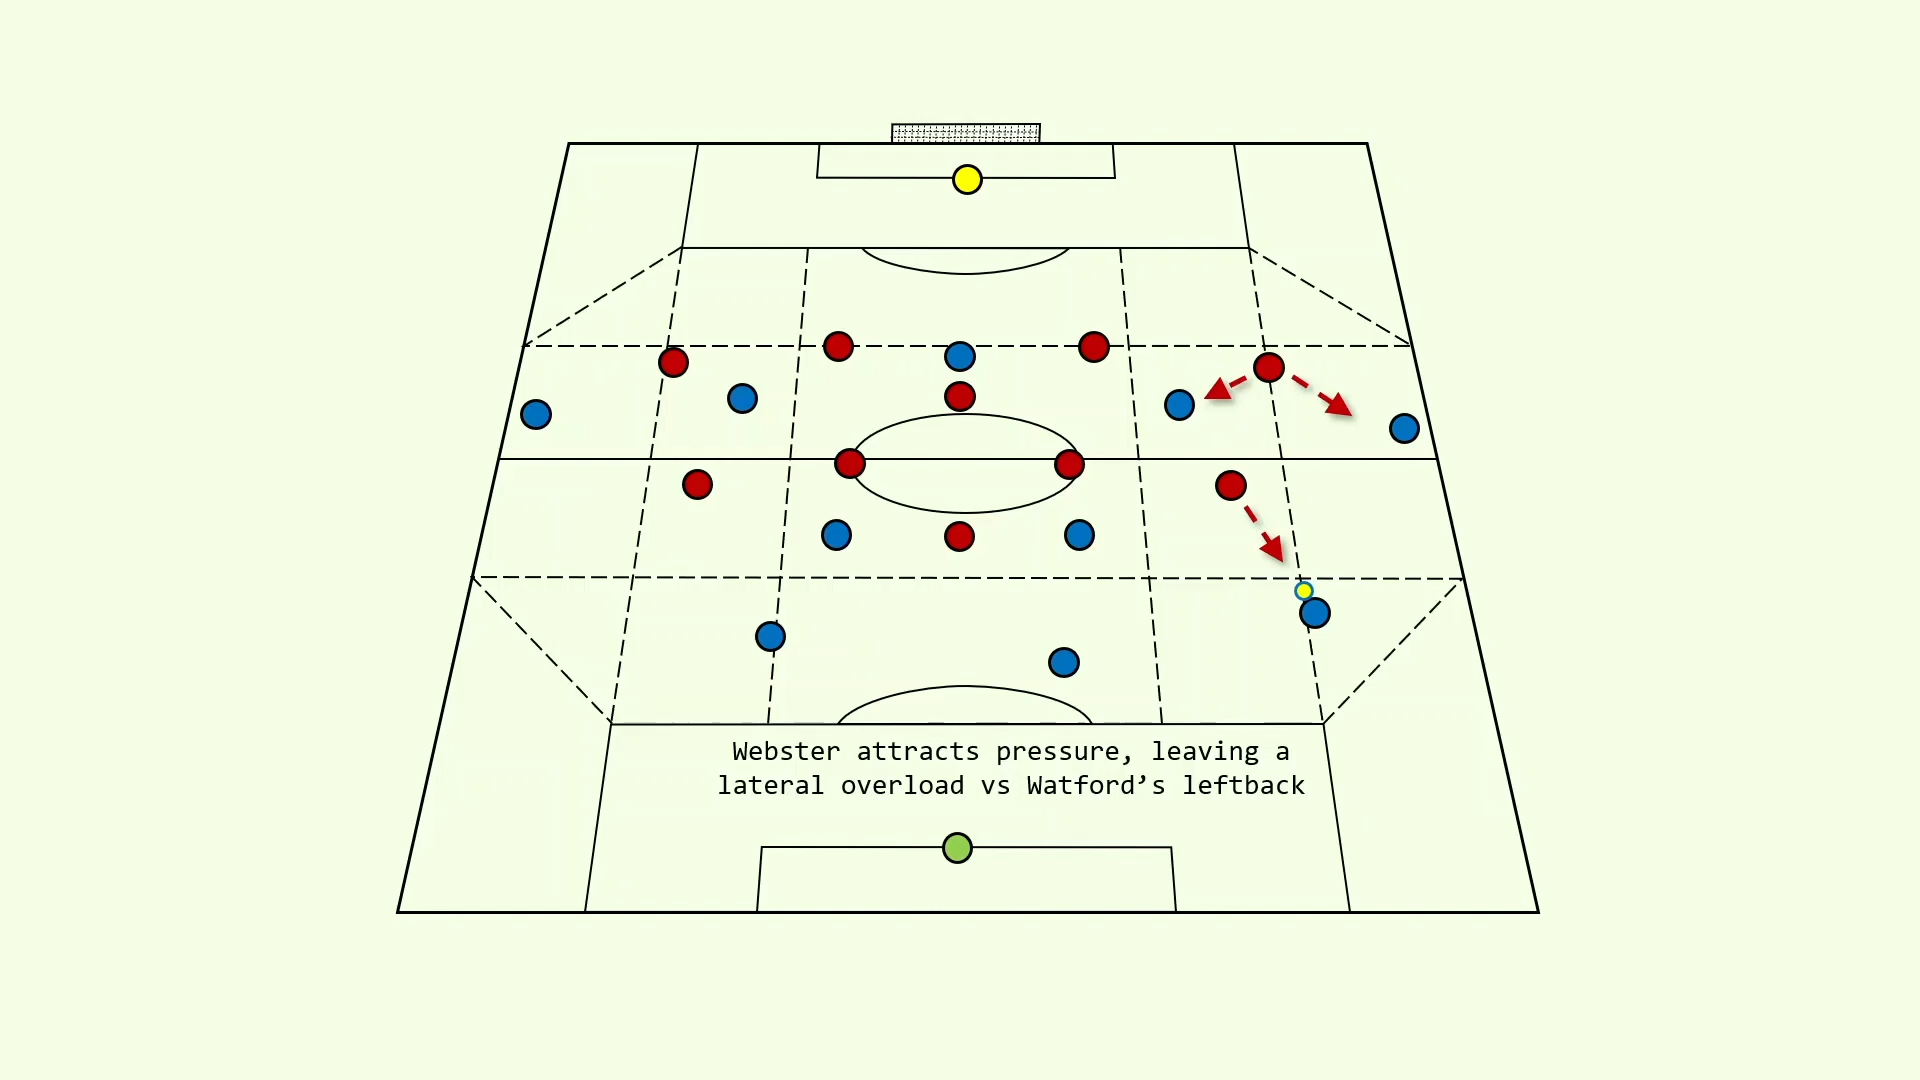 Webster attracts pressure, leaving a
lateral overload vs Watford’s leftback